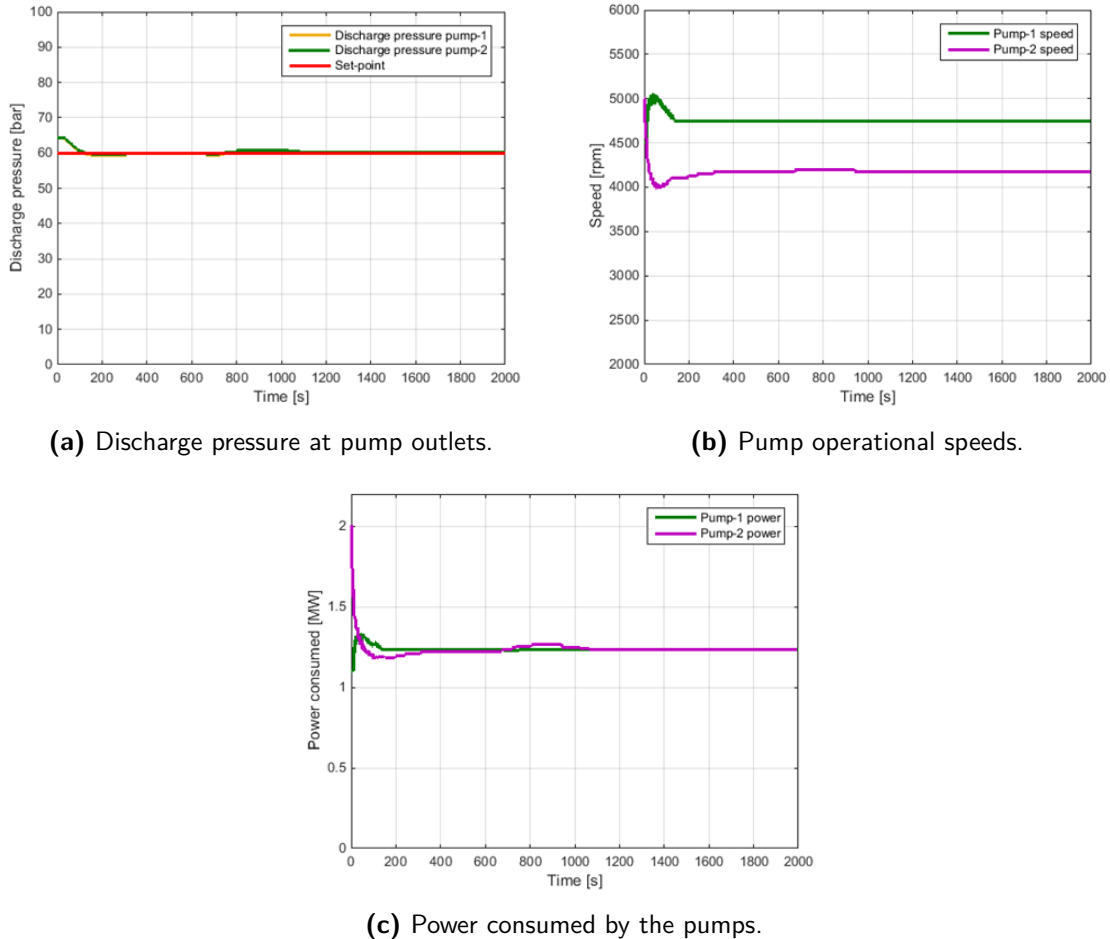 100
90
80
70
60
50
40
30
20
10
0
Discharge pressure [bar]
Discharge pressure pump-1
Discharge pressure pump-2
Set-point
0 200 400 600 800 1000 1200 1400 1600 1800 2000
Time [s]
(a) Discharge pressure at pump outlets.
6000
5500
5000
4500
4000
3500
3000
2500
2000
Speed [rpm]
Pump-1 speed
Pump-2 speed
0 200 400 600 800 1000 1200 1400 1600 1800 2000
Time [s]
(b) Pump operational speeds.
2
1.5
1
0.5
0
Power consumed [MW]
Pump-1 power
Pump-2 power
0 200 400 600 800 1000 1200 1400 1600 1800 2000
Time [s]
(c) Power consumed by the pumps.